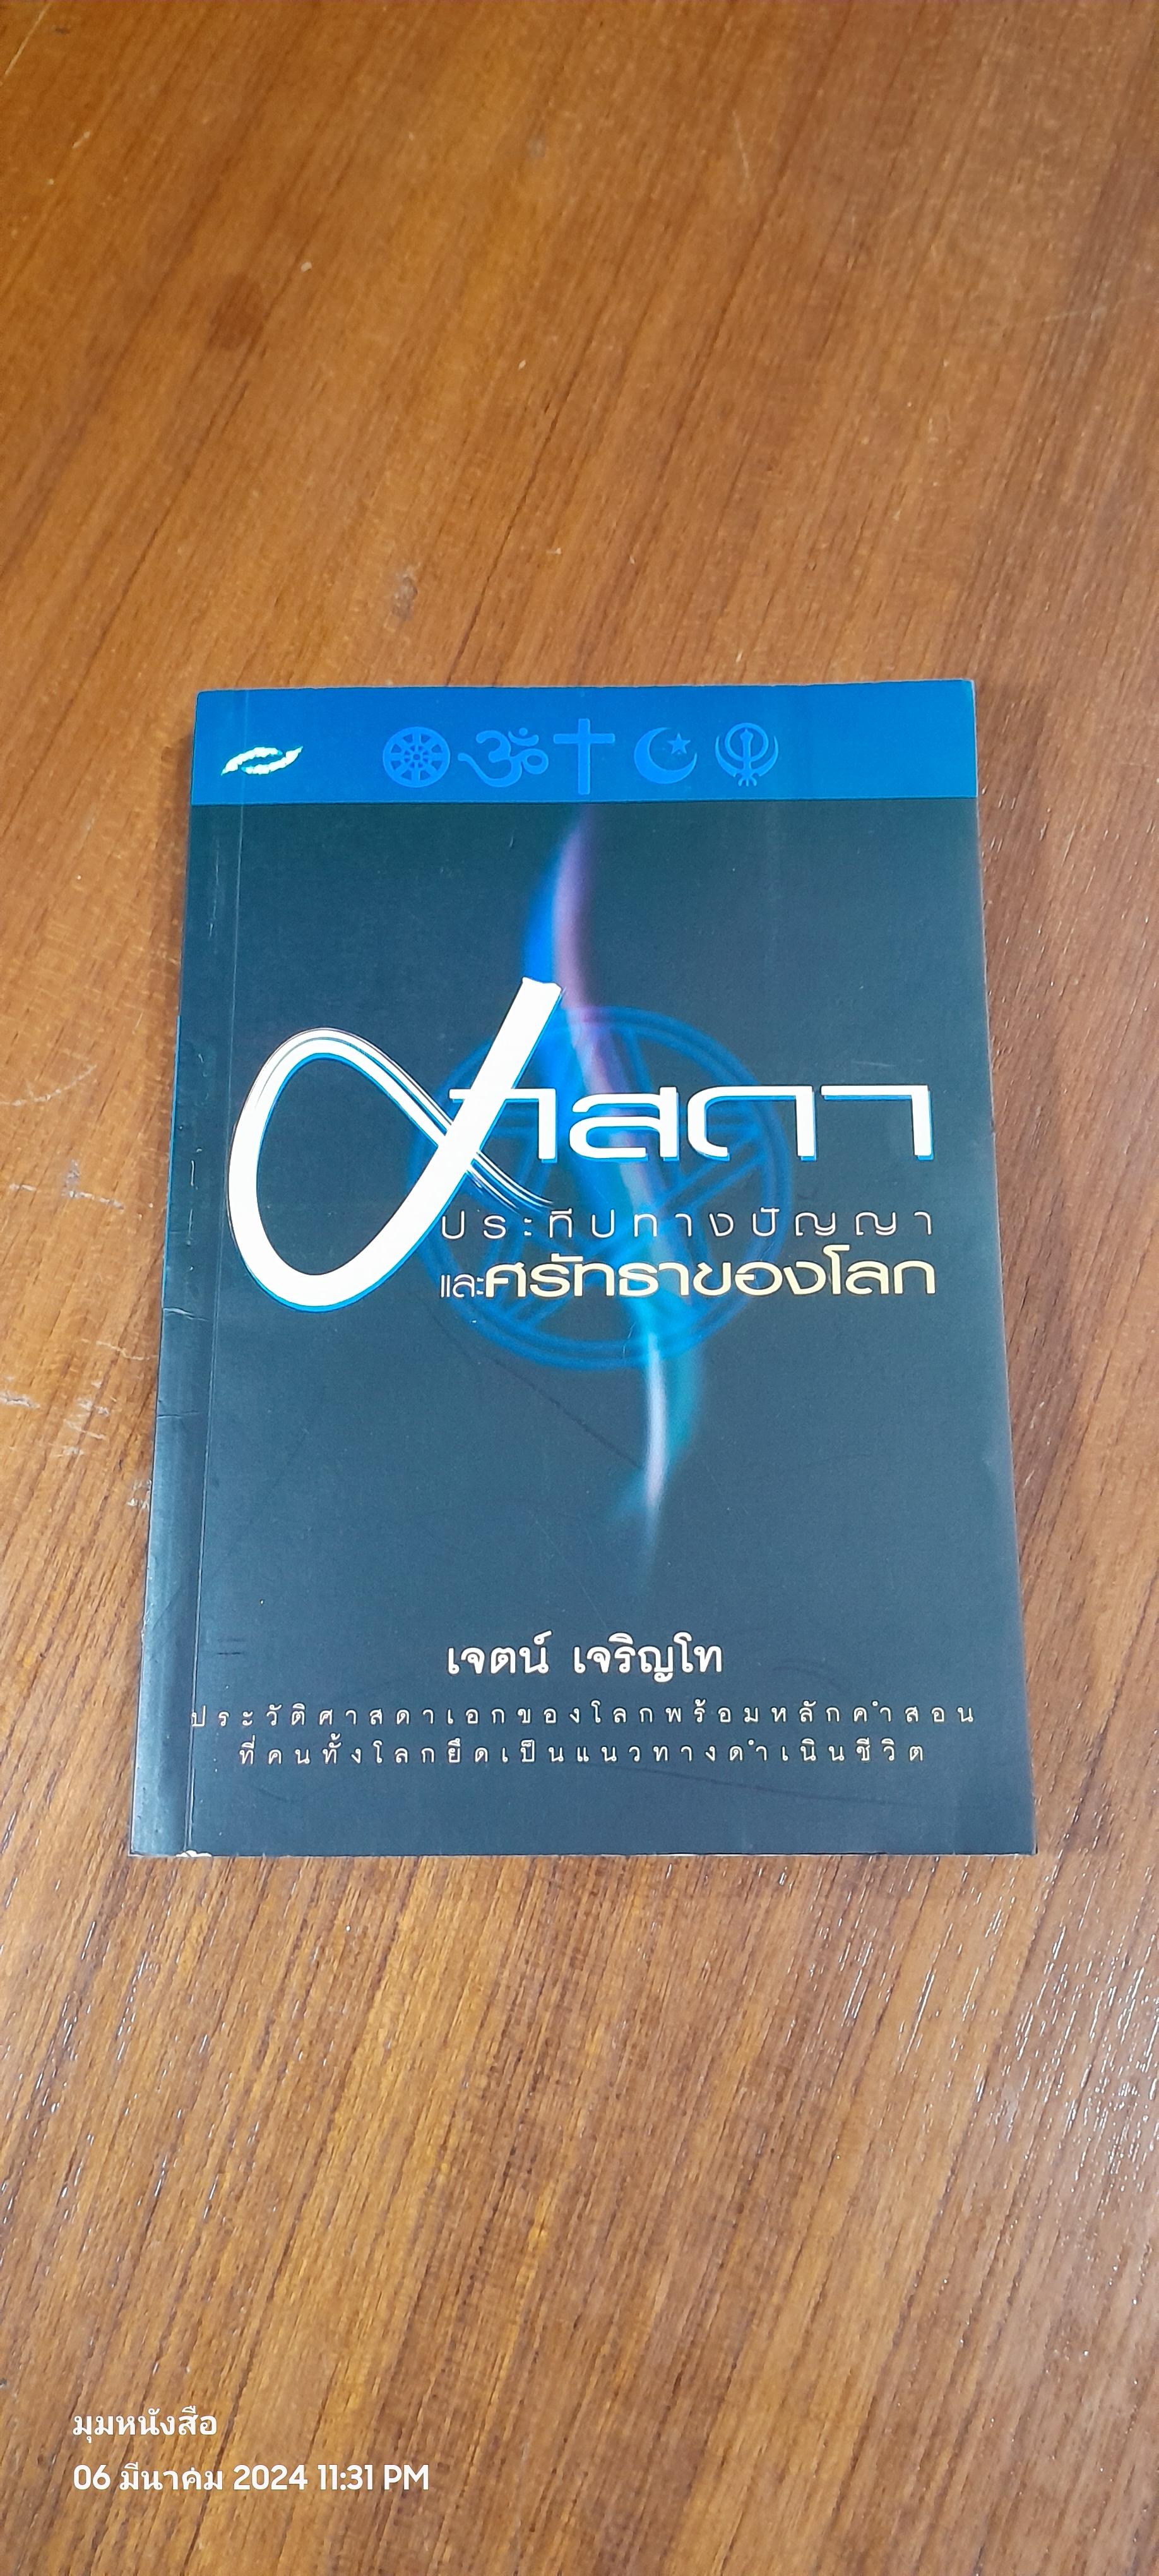 ศาสดา
ประทีปทางปัญญา
และศรัทธาของโลก
เจตน์ เจริญโท
ประวัติศาสดาเอกของโลกพร้อมหลักคำสอน
ที่คนทั้งโลกยึดเป็นแนวทางดำเนินชีวิต
มุมหนังสือ
06 มีนาคม 2024 11:31 PM